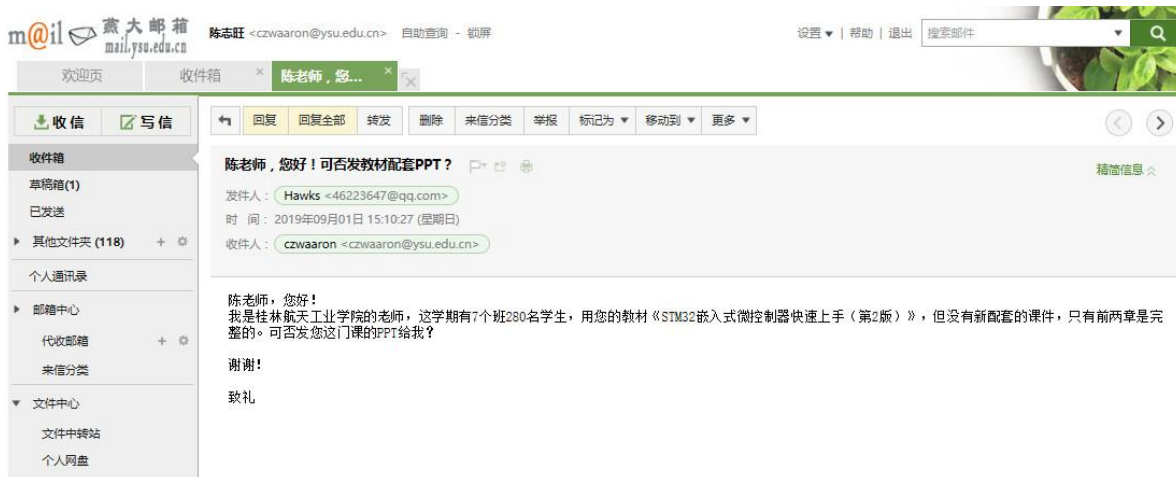 m@il 燕大邮箱
mail.ysu.edu.cn
陈志旺 <czwaaron@ysu.edu.cn> 自助查询 - 锁屏
设置 ▼ | 帮助 | 退出 搜索邮件
欢迎页 收件箱 × 陈老师，您... ×
收信 写信
回复 回复全部 转发 删除 来信分类 举报 标记为 ▼ 移动到 ▼ 更多 ▼
收件箱
草稿箱(1)
已发送
其他文件夹 (118) +
个人通讯录
邮箱中心
代收邮箱 +
来信分类
文件中心
文件中转站
个人网盘
陈老师，您好！可否发教材配套PPT？
精简信息
发件人： Hawks <46223647@qq.com>
时 间： 2019年09月01日 15:10:27 (星期日)
收件人： czwaaron <czwaaron@ysu.edu.cn>
陈老师，您好！
我是桂林航天工业学院的老师，这学期有7个班280名学生，用您的教材《STM32嵌入式微控制器快速上手（第2版）》，但没有新配套的课件，只有前两章是完
整的。可否发您这门课的PPT给我？
谢谢！
致礼